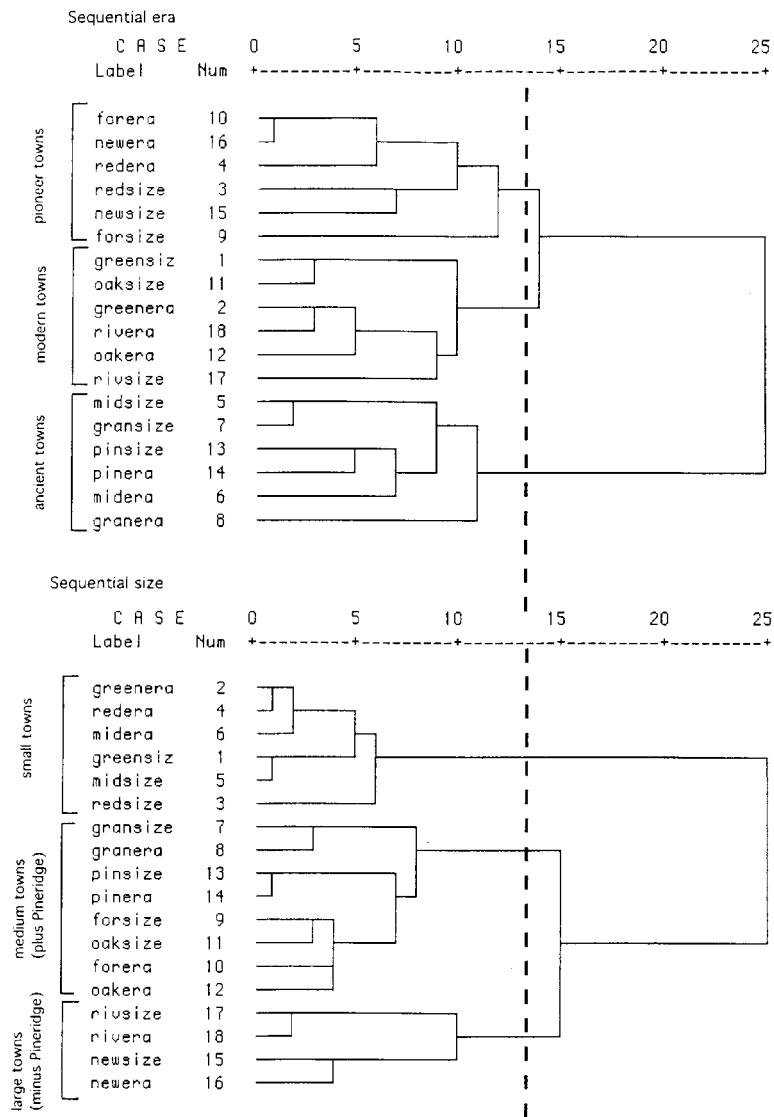 Sequential era
C A S E 0 5 10 15 20 25
Label Num +---------+---------+---------+---------+---------+
pioneer towns
forera 10
newera 16
redera 4
redsize 3
newsize 15
forsize 9
modern towns
greensiz 1
oaksize 11
greenera 2
rivera 18
oakera 12
rivsize 17
ancient towns
midsize 5
gransize 7
pinsize 13
pinera 14
midera 6
granera 8
Sequential size
C A S E 0 5 10 15 20 25
Label Num +---------+---------+---------+---------+---------+
small towns
greenera 2
redera 4
midera 6
greensiz 1
midsize 5
redsize 3
medium towns
(plus Pineridge)
gransize 7
granera 8
pinsize 13
pinera 14
forsize 9
oaksize 11
forera 10
oakera 12
large towns
(minus Pineridge)
rivsize 17
rivera 18
newsize 15
newera 16